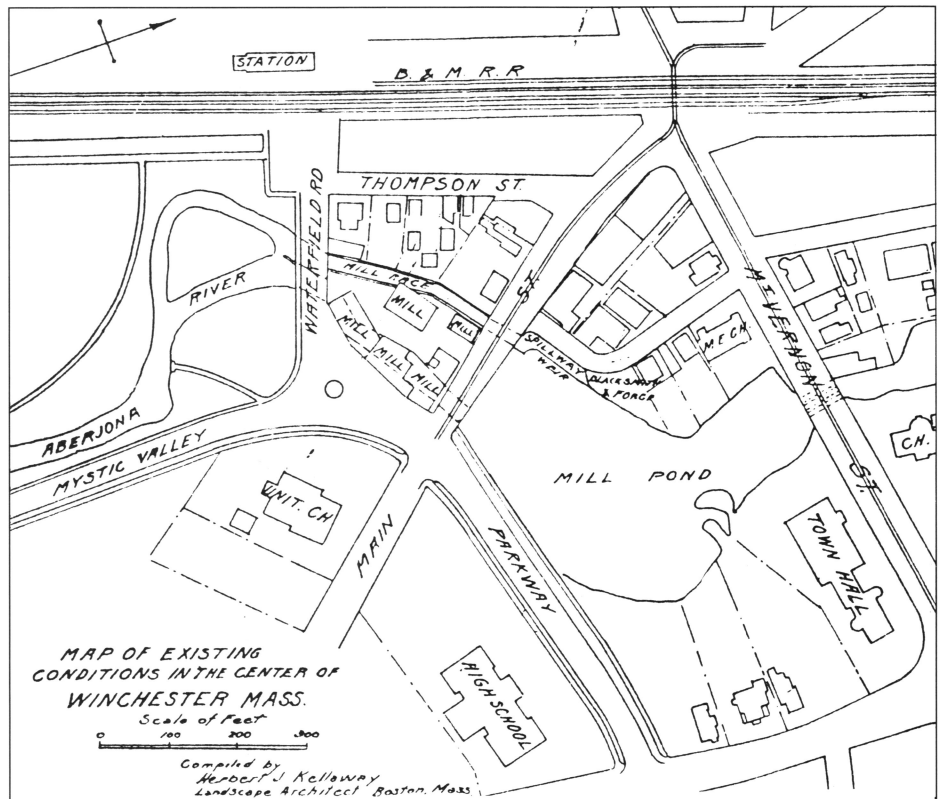 STATION
B. & M. R. R
THOMPSON ST.
WATERFIELD RD
MILL RACE
RIVER
MILL
MILL
MILL
MILL
MILL
ST.
SPILLWAY
WEIR
BLACKSMITH
FORGE
M.E. CH.
MT VERNON ST.
CH.
ABERJONA
MYSTIC VALLEY
MILL POND
UNIT. CH
MAIN
PARKWAY
TOWN HALL
HIGH SCHOOL
MAP OF EXISTING
CONDITIONS IN THE CENTER OF
WINCHESTER MASS.
Scale of Feet
0 100 200 300
Compiled by
Herbert J. Kellaway
Landscape Architect Boston, Mass.